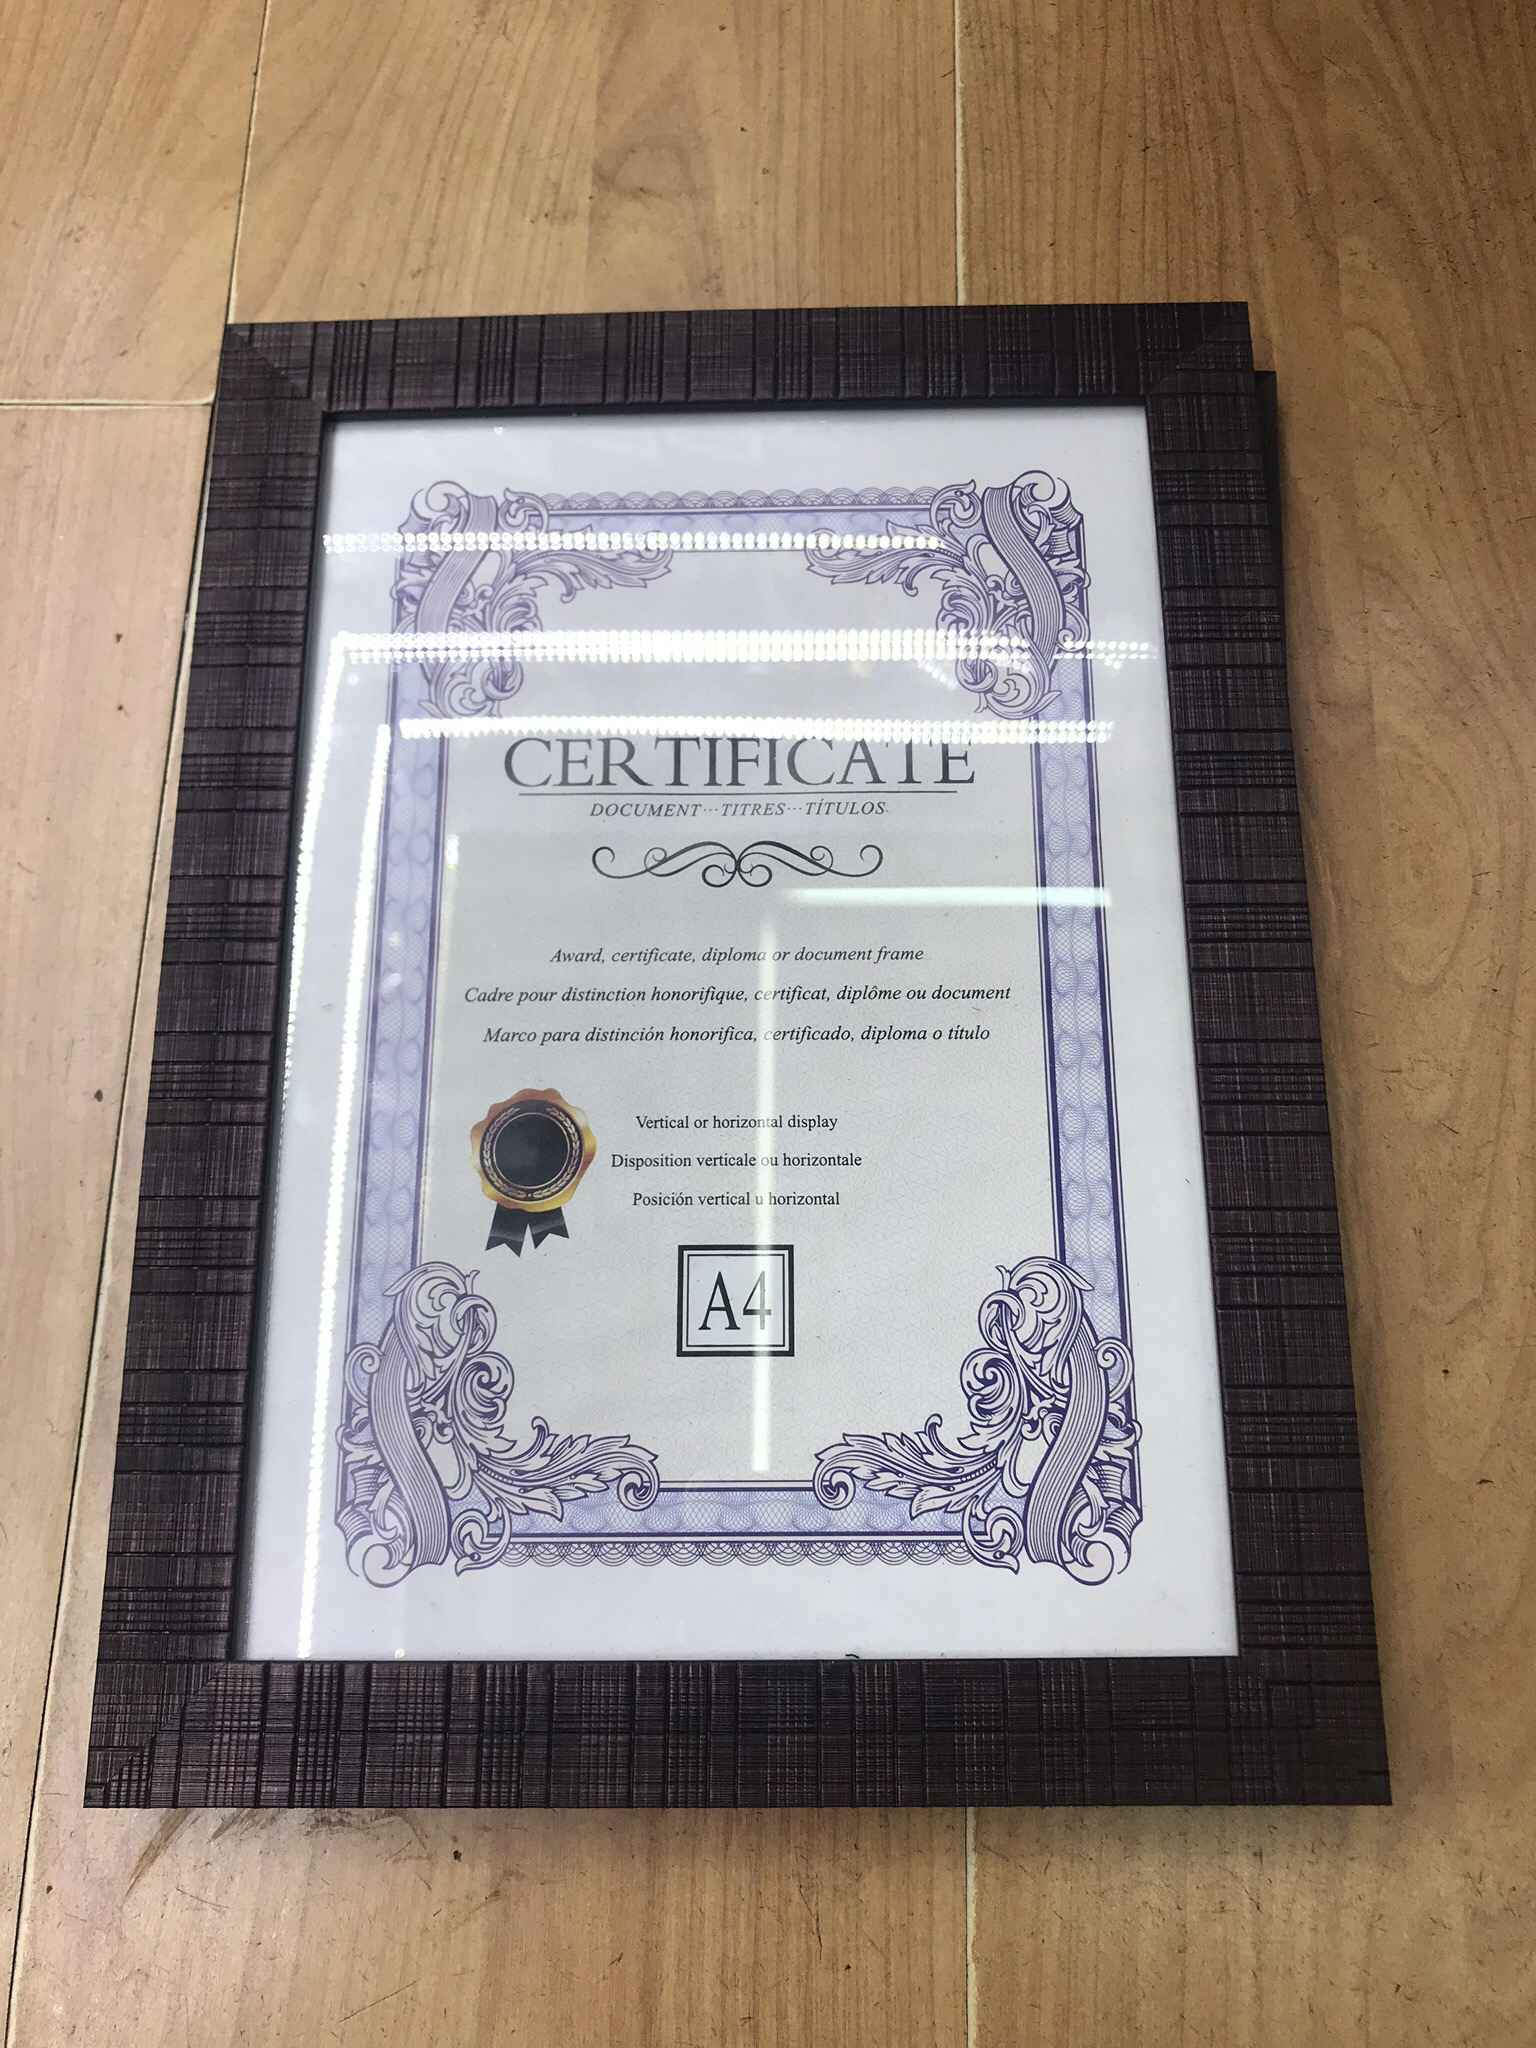 CERTIFICATE
DOCUMENT···TITRES···TÍTULOS
Award, certificate, diploma or document frame
Cadre pour distinction honorifique, certificat, diplôme ou document
Marco para distinción honorifica, certificado, diploma o título
Vertical or horizontal display
Disposition verticale ou horizontale
Posición vertical u horizontal
A4